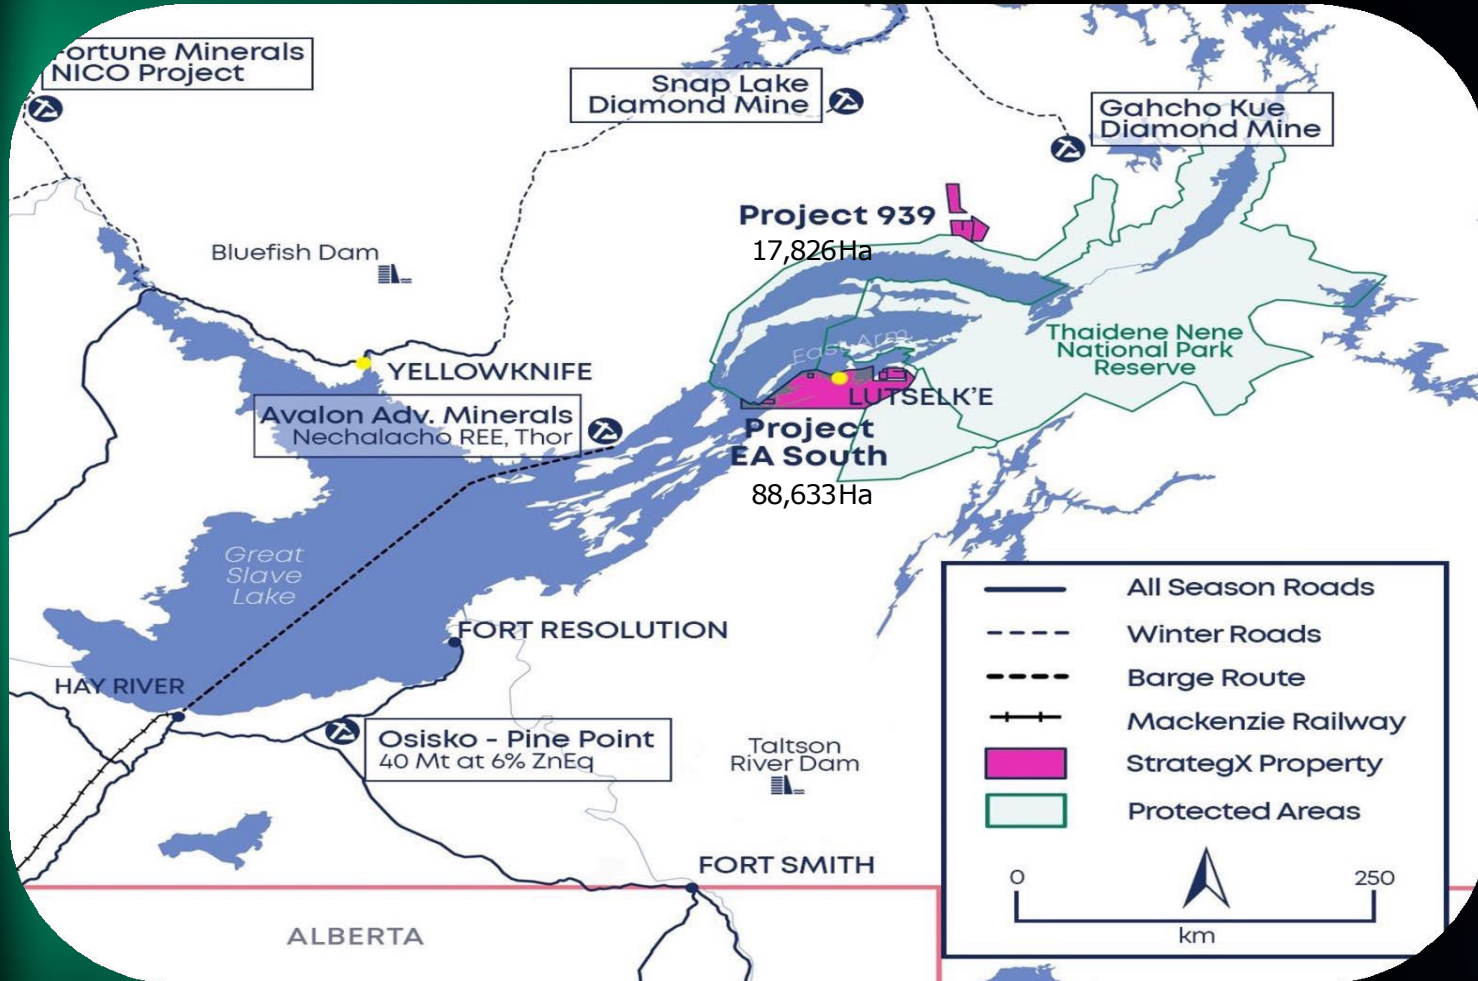 Fortune Minerals
NICO Project
Snap Lake
Diamond Mine
Gahcho Kue
Diamond Mine
Project 939
17,826Ha
Bluefish Dam
Thaidene Nene
National Park
Reserve
East Arm
YELLOWKNIFE
LUTSELK'E
Avalon Adv. Minerals
Nechalacho REE, Thor
Project
EA South
88,633Ha
Great
Slave
Lake
FORT RESOLUTION
HAY RIVER
Osisko - Pine Point
40 Mt at 6% ZnEq
Taltson
River Dam
FORT SMITH
ALBERTA
All Season Roads
Winter Roads
Barge Route
Mackenzie Railway
StrategX Property
Protected Areas
0 250
km